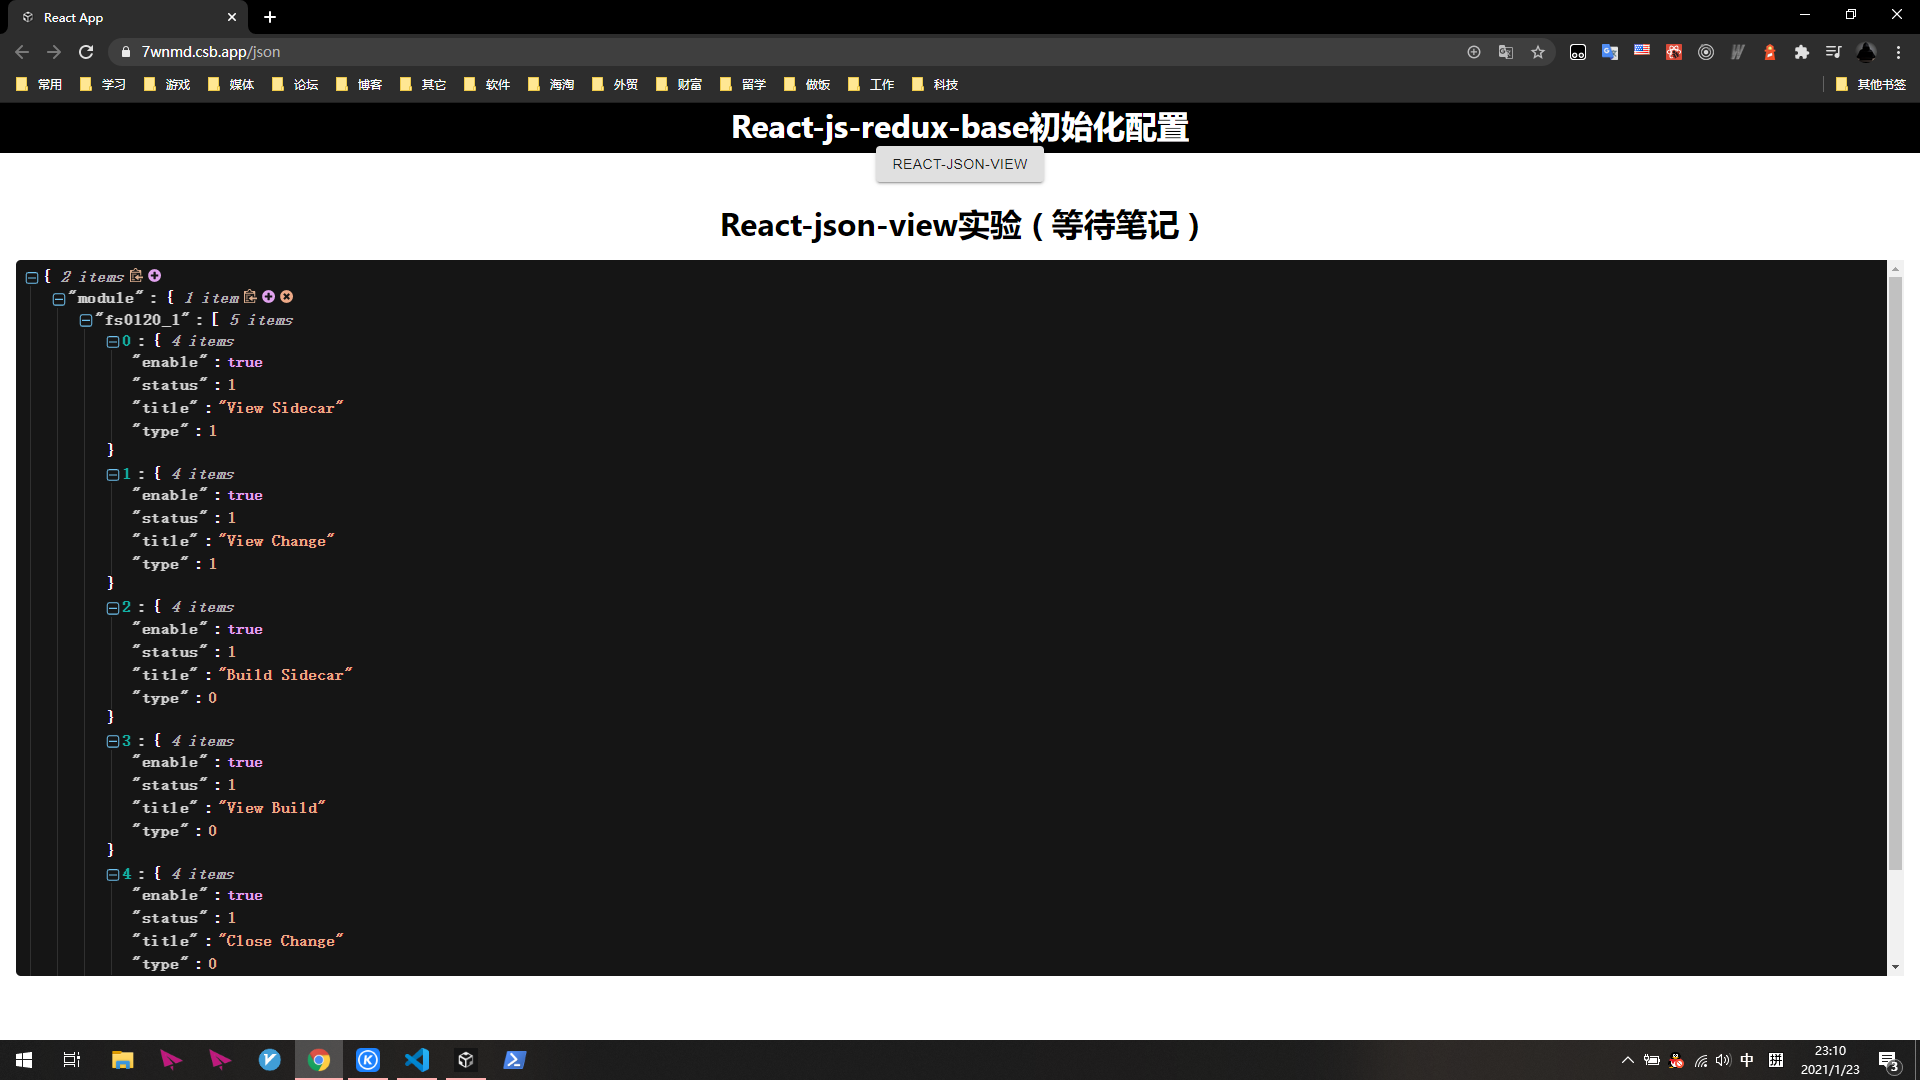 React App
7wnmd.csb.app/json
常用 学习 游戏 媒体 论坛 博客 其它 软件 海淘 外贸 财富 留学 做饭 工作 科技 其他书签
React-js-redux-base初始化配置
REACT-JSON-VIEW
React-json-view实验（等待笔记）
{ 2 items
"module" : { 1 item
"fs0120_1" : [ 5 items
0 : { 4 items
"enable" : true
"status" : 1
"title" : "View Sidecar"
"type" : 1
}
1 : { 4 items
"enable" : true
"status" : 1
"title" : "View Change"
"type" : 1
}
2 : { 4 items
"enable" : true
"status" : 1
"title" : "Build Sidecar"
"type" : 0
}
3 : { 4 items
"enable" : true
"status" : 1
"title" : "View Build"
"type" : 0
}
4 : { 4 items
"enable" : true
"status" : 1
"title" : "Close Change"
"type" : 0
中 拼 23:10
2021/1/23
3